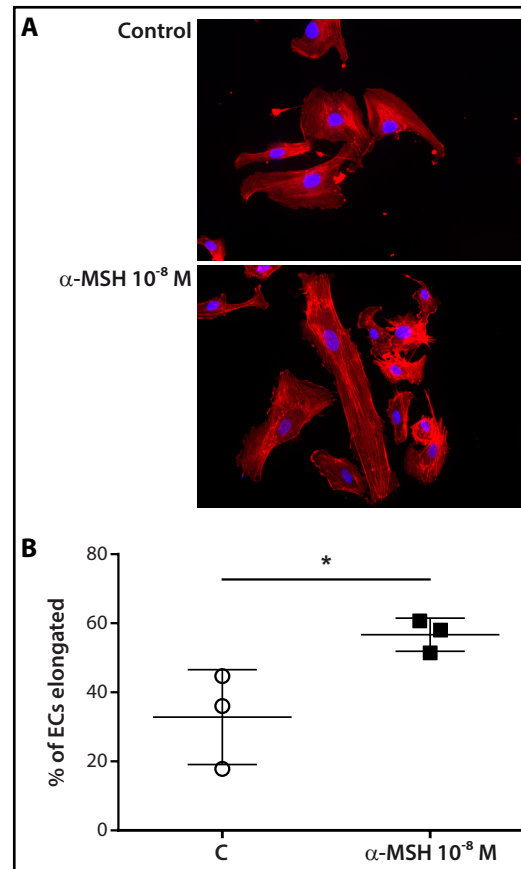 A
Control
α-MSH 10⁻⁸ M
B
80
60
40
20
0
% of ECs elongated
*
C
α-MSH 10⁻⁸ M